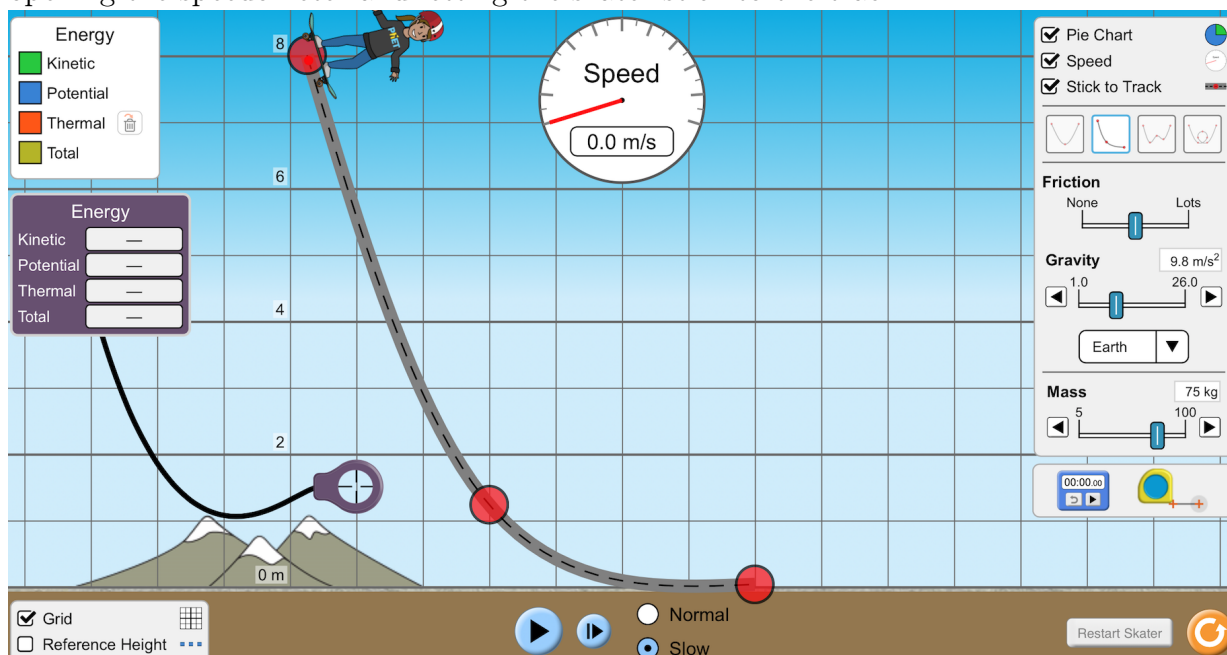 Energy
Kinetic
Potential
Thermal
Total
Energy
Kinetic —
Potential —
Thermal —
Total —
8
6
4
2
0 m
PhET
Speed
0.0 m/s
Pie Chart
Speed
Stick to Track
Friction
None Lots
Gravity 9.8 m/s²
1.0 26.0
Earth
Mass 75 kg
5 100
00:00.00
Grid
Reference Height
Normal
Slow
Restart Skater